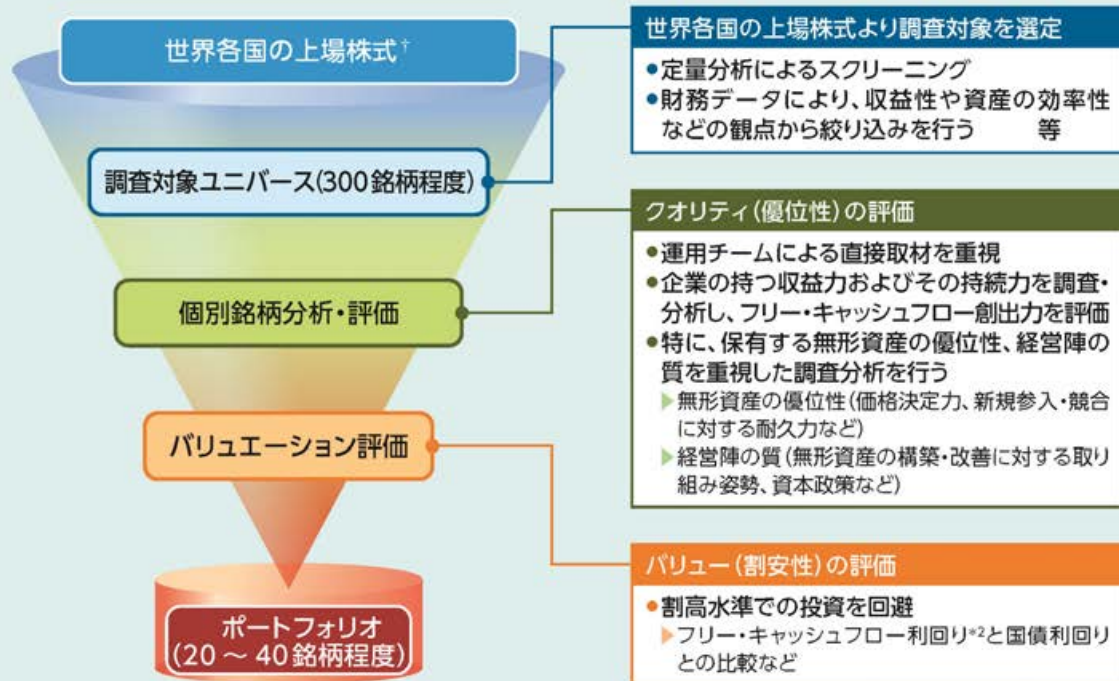 世界各国の上場株式†
調査対象ユニバース(300銘柄程度)
個別銘柄分析・評価
バリュエーション評価
ポートフォリオ
(20 ～ 40銘柄程度)
世界各国の上場株式より調査対象を選定
●定量分析によるスクリーニング
●財務データにより、収益性や資産の効率性
などの観点から絞り込みを行う 等
クオリティ(優位性)の評価
●運用チームによる直接取材を重視
●企業の持つ収益力およびその持続力を調査・
分析し、フリー・キャッシュフロー創出力を評価
●特に、保有する無形資産の優位性、経営陣の
質を重視した調査分析を行う
▶無形資産の優位性(価格決定力、新規参入・競合
に対する耐久力など)
▶経営陣の質(無形資産の構築・改善に対する取り
組み姿勢、資本政策など)
バリュー(割安性)の評価
●割高水準での投資を回避
▶フリー・キャッシュフロー利回り*2と国債利回り
との比較など